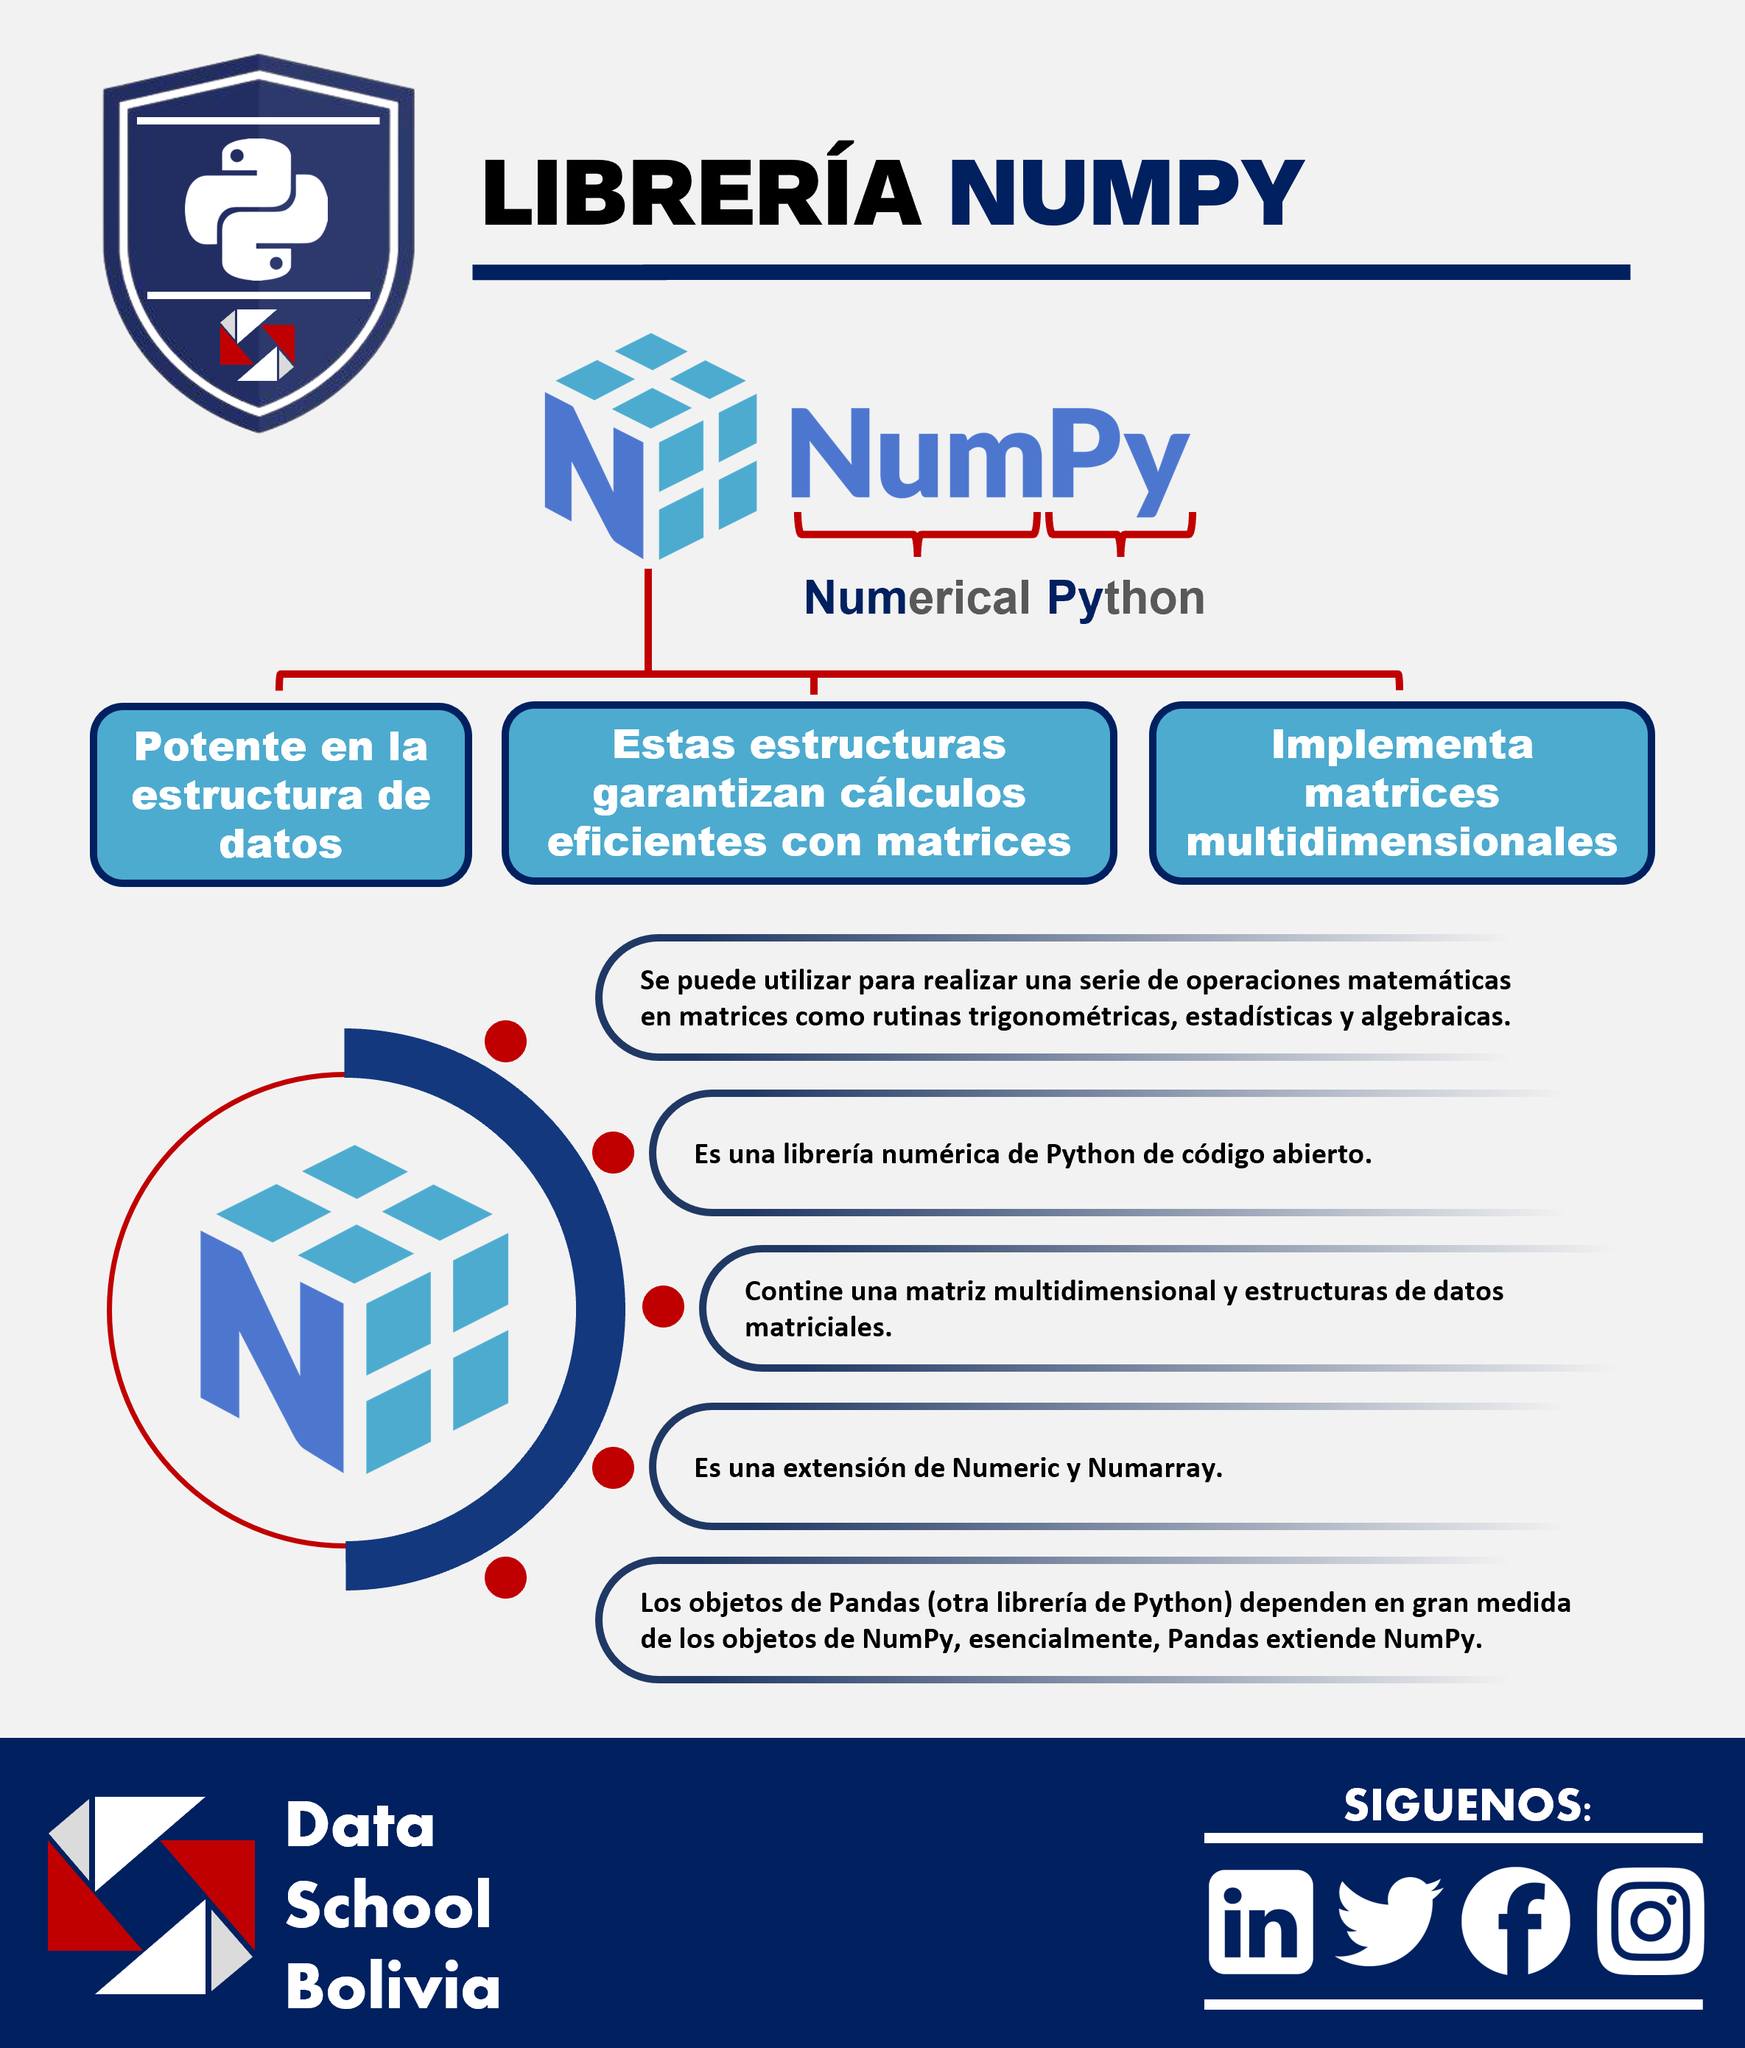 LIBRERÍA NUMPY
NumPy
Numerical Python
Potente en la
estructura de
datos
Estas estructuras
garantizan cálculos
eficientes con matrices
Implementa
matrices
multidimensionales
Se puede utilizar para realizar una serie de operaciones matemáticas
en matrices como rutinas trigonométricas, estadísticas y algebraicas.
Es una librería numérica de Python de código abierto.
Contine una matriz multidimensional y estructuras de datos
matriciales.
Es una extensión de Numeric y Numarray.
Los objetos de Pandas (otra librería de Python) dependen en gran medida
de los objetos de NumPy, esencialmente, Pandas extiende NumPy.
Data
School
Bolivia
SIGUENOS:
in